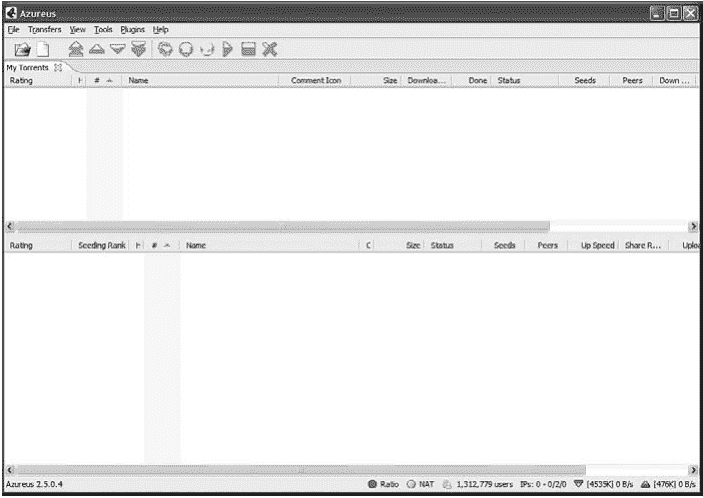 Azureus
File Transfers View Tools Plugins Help
My Torrents
Rating # Name Comment Icon Size Downloa... Done Status Seeds Peers Down ...
Rating Seeding Rank # Name C Size Status Seeds Peers Up Speed Share R... Uploa
Azureus 2.5.0.4 Ratio NAT 1,312,779 users IPs: 0 - 0/2/0 [4535K] 0 B/s [476K] 0 B/s